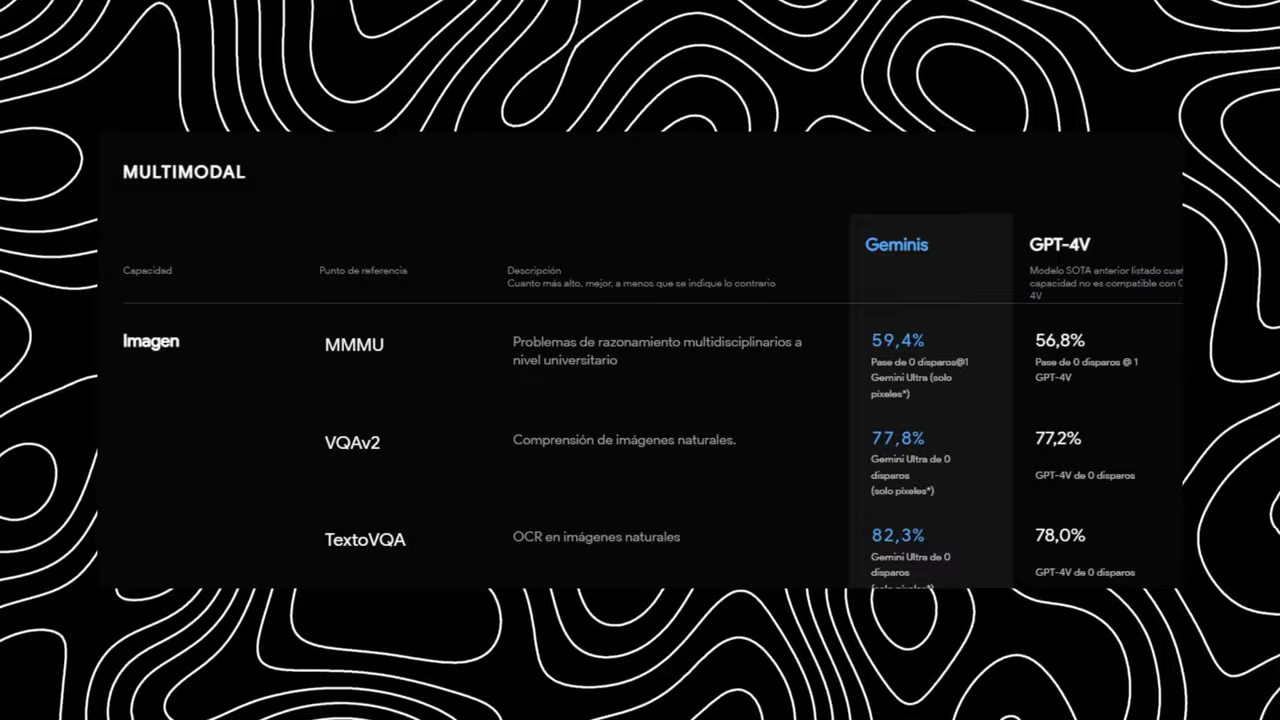 MULTIMODAL
Geminis
GPT-4V
Capacidad
Punto de referencia
Descripción
Cuanto más alto, mejor, a menos que se indique lo contrario
Modelo SOTA anterior listado
capacidad no es compatible con
4V
Imagen
MMMU
Problemas de razonamiento multidisciplinarios a
nivel universitario
59,4%
Pase de 0 disparos@1
Gemini Ultra (solo
píxeles*)
56,8%
Pase de 0 disparos @ 1
GPT-4V
VQAv2
Comprensión de imágenes naturales.
77,8%
Gemini Ultra de 0
disparos
(solo píxeles*)
77,2%
GPT-4V de 0 disparos
TextoVQA
OCR en imágenes naturales
82,3%
Gemini Ultra de 0
disparos
78,0%
GPT-4V de 0 disparos